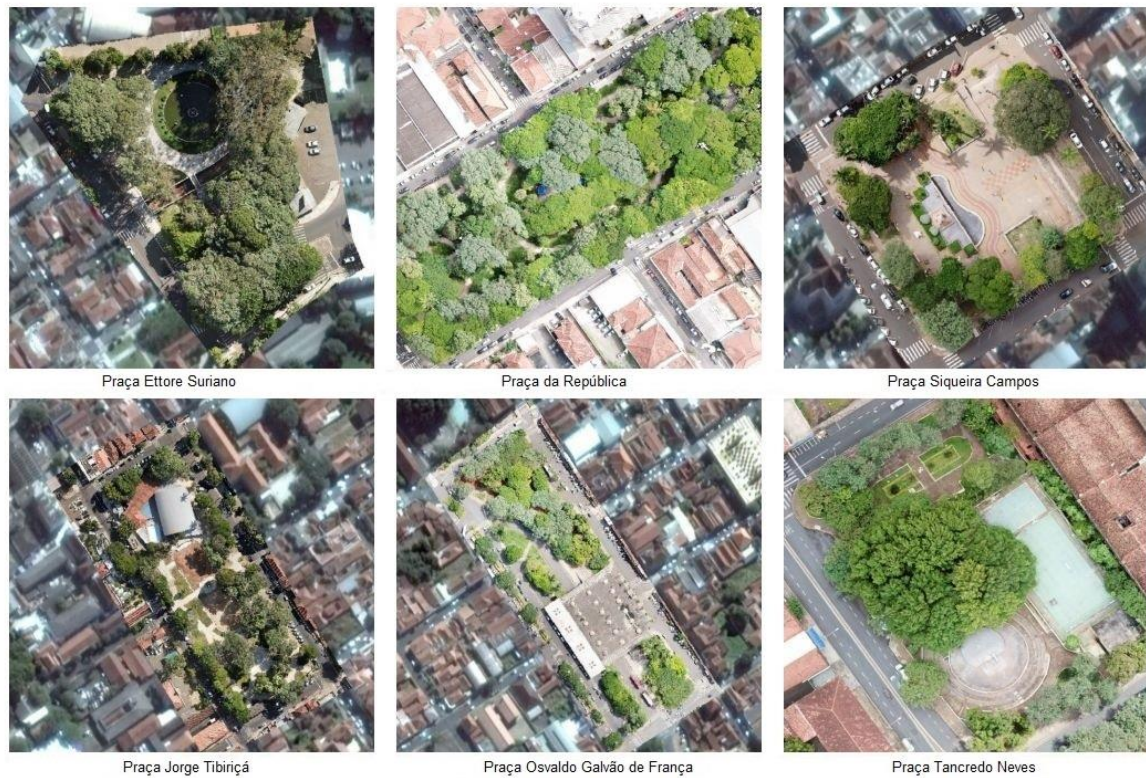 Praça Ettore Suriano
Praça da República
Praça Siqueira Campos
Praça Jorge Tibiriçá
Praça Osvaldo Galvão de França
Praça Tancredo Neves